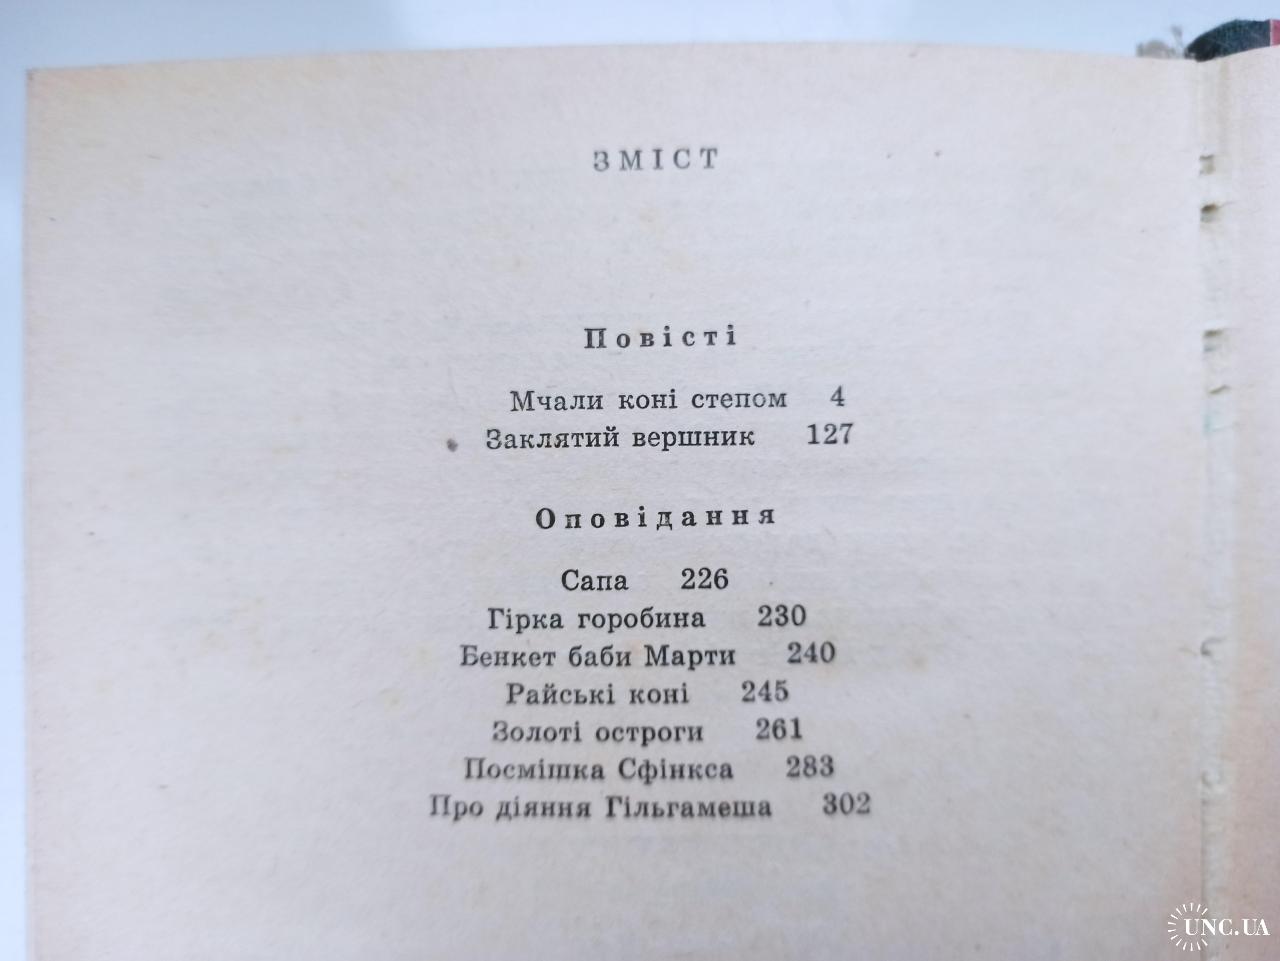 ЗМІСТ
Повісті
Мчали коні степом 4
Заклятий вершник 127
Оповідання
Сапа 226
Гірка горобина 230
Бенкет баби Марти 240
Райські коні 245
Золоті остроги 261
Посмішка Сфінкса 283
Про діяння Гільгамеша 302
UNC.UA